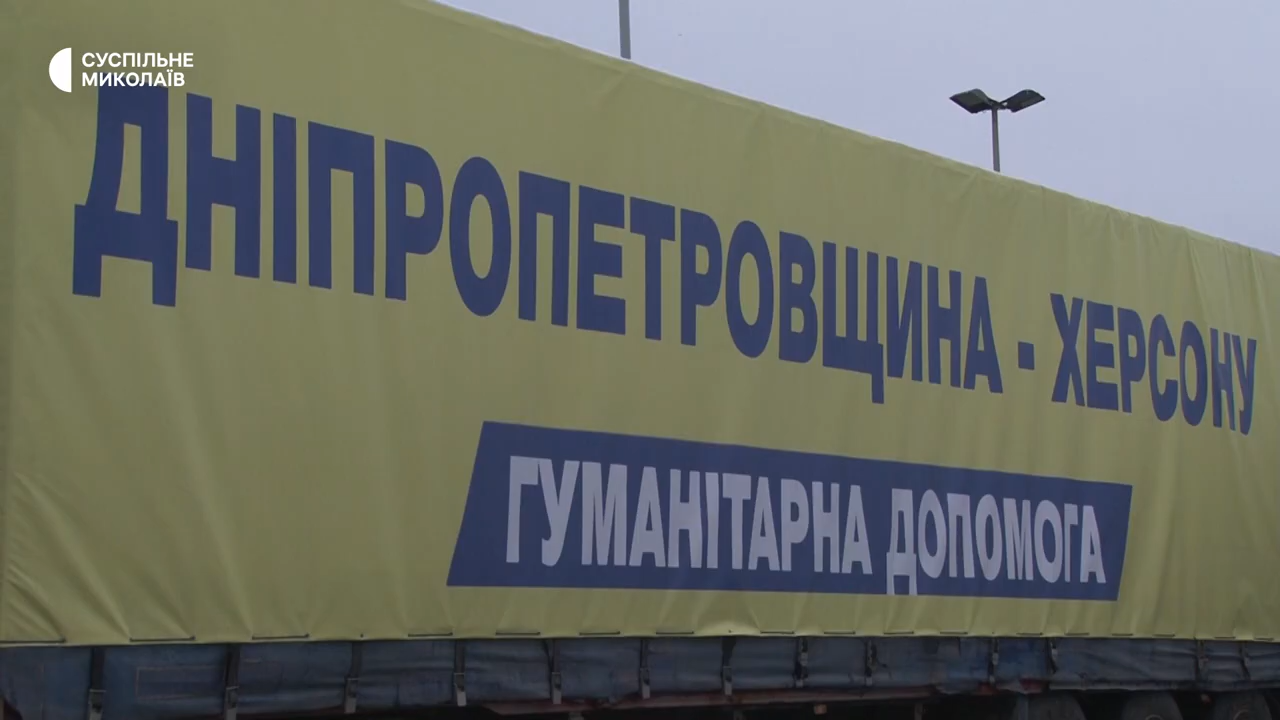 СУСПІЛЬНЕ
МИКОЛАЇВ
ДНІПРОПЕТРОВЩИНА - ХЕРСОНУ
ГУМАНІТАРНА ДОПОМОГА